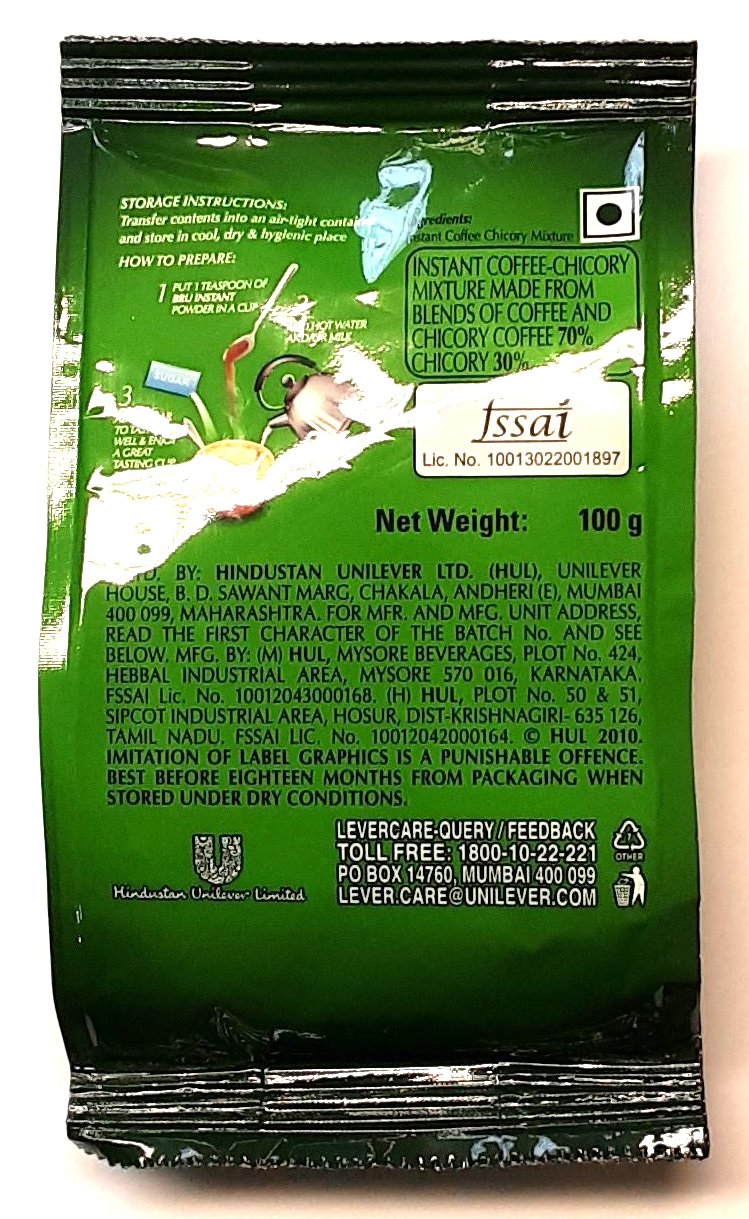 STORAGE INSTRUCTIONS:
Transfer contents into an air-tight
and store in cool, dry & hygienic place
HOW TO PREPARE:
1 PUT 1 TEASPOON OF
BRU INSTANT
POWDER IN A CUP
HOT WATER
MILK
SUGAR
3
TO
WELL &
A GREAT
TASTING
Instant Coffee Chicory Mixture
INSTANT COFFEE-CHICORY
MIXTURE MADE FROM
BLENDS OF COFFEE AND
CHICORY COFFEE 70%
CHICORY 30%
fssai
Lic. No. 10013022001897
Net Weight: 100 g
BY: HINDUSTAN UNILEVER LTD. (HUL), UNILEVER
HOUSE, B. D. SAWANT MARG, CHAKALA, ANDHERI (E), MUMBAI
400 099, MAHARASHTRA. FOR MFR. AND MFG. UNIT ADDRESS,
READ THE FIRST CHARACTER OF THE BATCH No. AND SEE
BELOW. MFG. BY: (M) HUL, MYSORE BEVERAGES, PLOT No. 424,
HEBBAL INDUSTRIAL AREA, MYSORE 570 016, KARNATAKA.
FSSAI Lic. No. 10012043000168. (H) HUL, PLOT No. 50 & 51,
SIPCOT INDUSTRIAL AREA, HOSUR, DIST-KRISHNAGIRI- 635 126,
TAMIL NADU. FSSAI LIC. No. 10012042000164. © HUL 2010.
IMITATION OF LABEL GRAPHICS IS A PUNISHABLE OFFENCE.
BEST BEFORE EIGHTEEN MONTHS FROM PACKAGING WHEN
STORED UNDER DRY CONDITIONS.
Hindustan Unilever Limited
LEVERCARE-QUERY / FEEDBACK
TOLL FREE: 1800-10-22-221
PO BOX 14760, MUMBAI 400 099
LEVER.CARE@UNILEVER.COM
7
OTHER